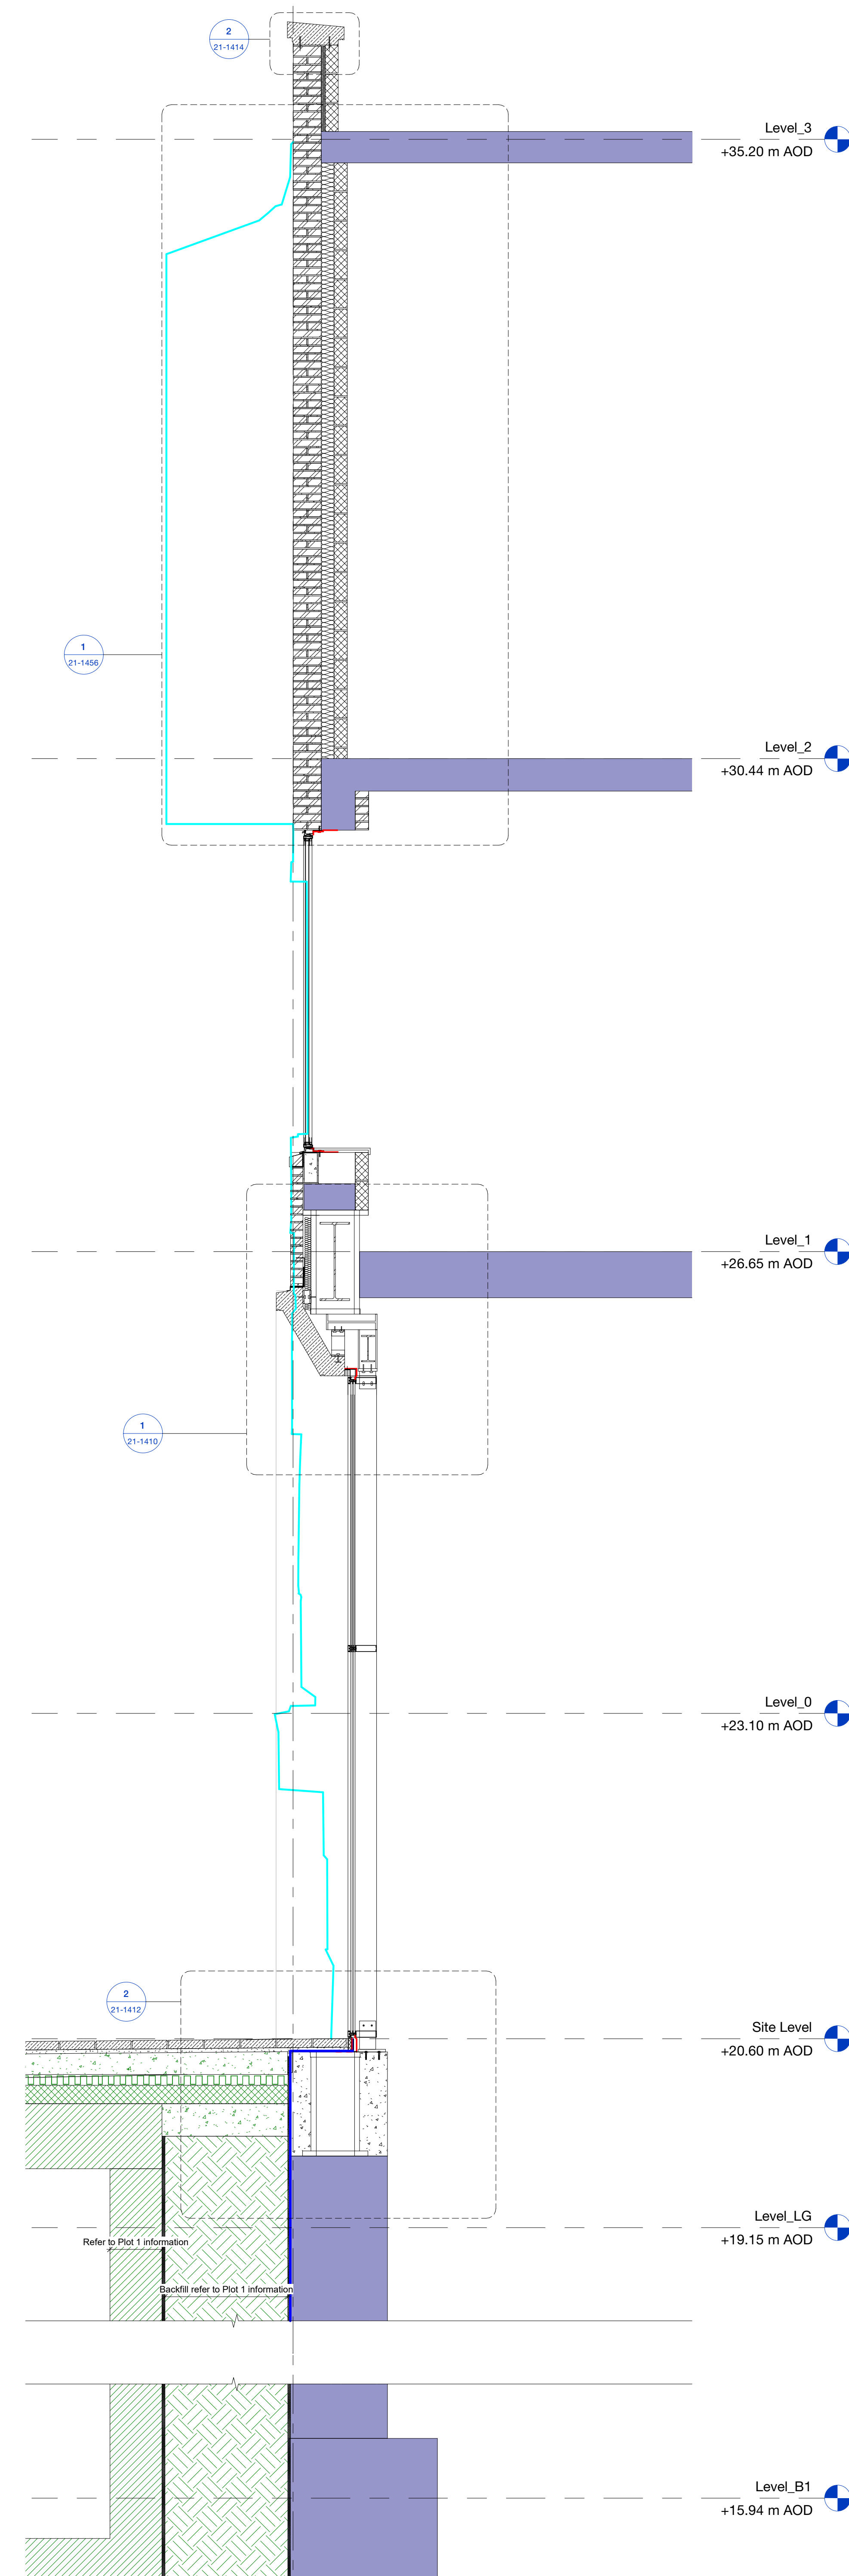 2
21-1414
Level_3
+35.20 m AOD
1
21-1456
Level_2
+30.44 m AOD
Level_1
+26.65 m AOD
1
21-1410
Level_0
+23.10 m AOD
2
21-1412
Site Level
+20.60 m AOD
Level_LG
+19.15 m AOD
Refer to Plot 1 information
Backfill refer to Plot 1 information
Level_B1
+15.94 m AOD